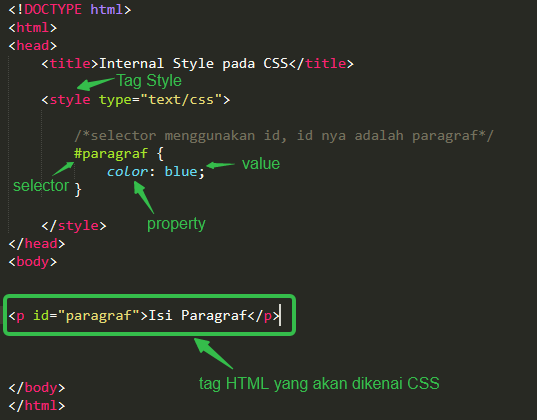 <!DOCTYPE html>
<html>
<head>
<title>Internal Style pada CSS</title>
Tag Style
<style type="text/css">
/*selector menggunakan id, id nya adalah paragraf*/
#paragraf {
selector
color: blue;
value
}
property
</style>
</head>
<body>
<p id="paragraf">Isi Paragraf</p>
tag HTML yang akan dikenai CSS
</body>
</html>